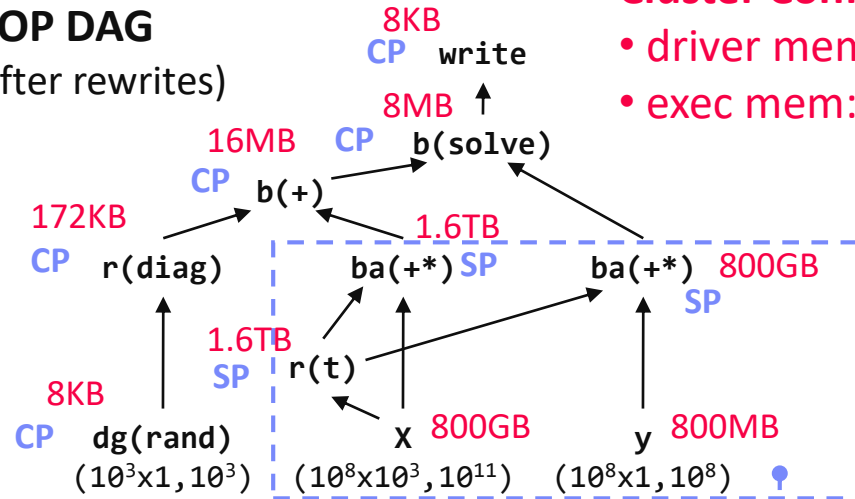 OP DAG
fter rewrites)
driver mem
exec mem:
8KB
CP write
8MB
CP b(solve)
16MB
CP b(+)
172KB
CP r(diag)
1.6TB
ba(+*) SP
ba(+*) 800GB
SP
1.6TB
SP r(t)
8KB
CP dg(rand)
(10³x1,10³)
X 800GB
(10⁸x10³,10¹¹)
y 800MB
(10⁸x1,10⁸)